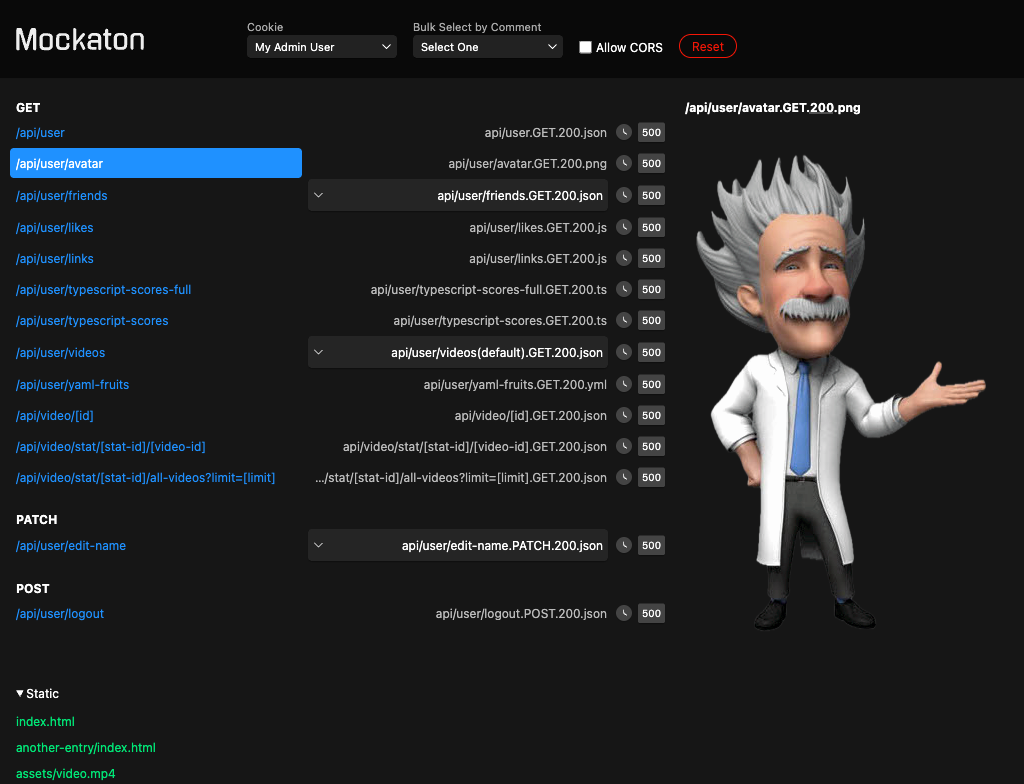 Mockaton
Cookie
My Admin User
Bulk Select by Comment
Select One
Allow CORS
Reset
GET
/api/user api/user.GET.200.json 500
/api/user/avatar api/user/avatar.GET.200.png 500
/api/user/friends api/user/friends.GET.200.json 500
/api/user/likes api/user/likes.GET.200.js 500
/api/user/links api/user/links.GET.200.js 500
/api/user/typescript-scores-full api/user/typescript-scores-full.GET.200.ts 500
/api/user/typescript-scores api/user/typescript-scores.GET.200.ts 500
/api/user/videos api/user/videos(default).GET.200.json 500
/api/user/yaml-fruits api/user/yaml-fruits.GET.200.yml 500
/api/video/[id] api/video/[id].GET.200.json 500
/api/video/stat/[stat-id]/[video-id] api/video/stat/[stat-id]/[video-id].GET.200.json 500
/api/video/stat/[stat-id]/all-videos?limit=[limit] .../stat/[stat-id]/all-videos?limit=[limit].GET.200.json 500
PATCH
/api/user/edit-name api/user/edit-name.PATCH.200.json 500
POST
/api/user/logout api/user/logout.POST.200.json 500
Static
index.html
another-entry/index.html
assets/video.mp4
/api/user/avatar.GET.200.png